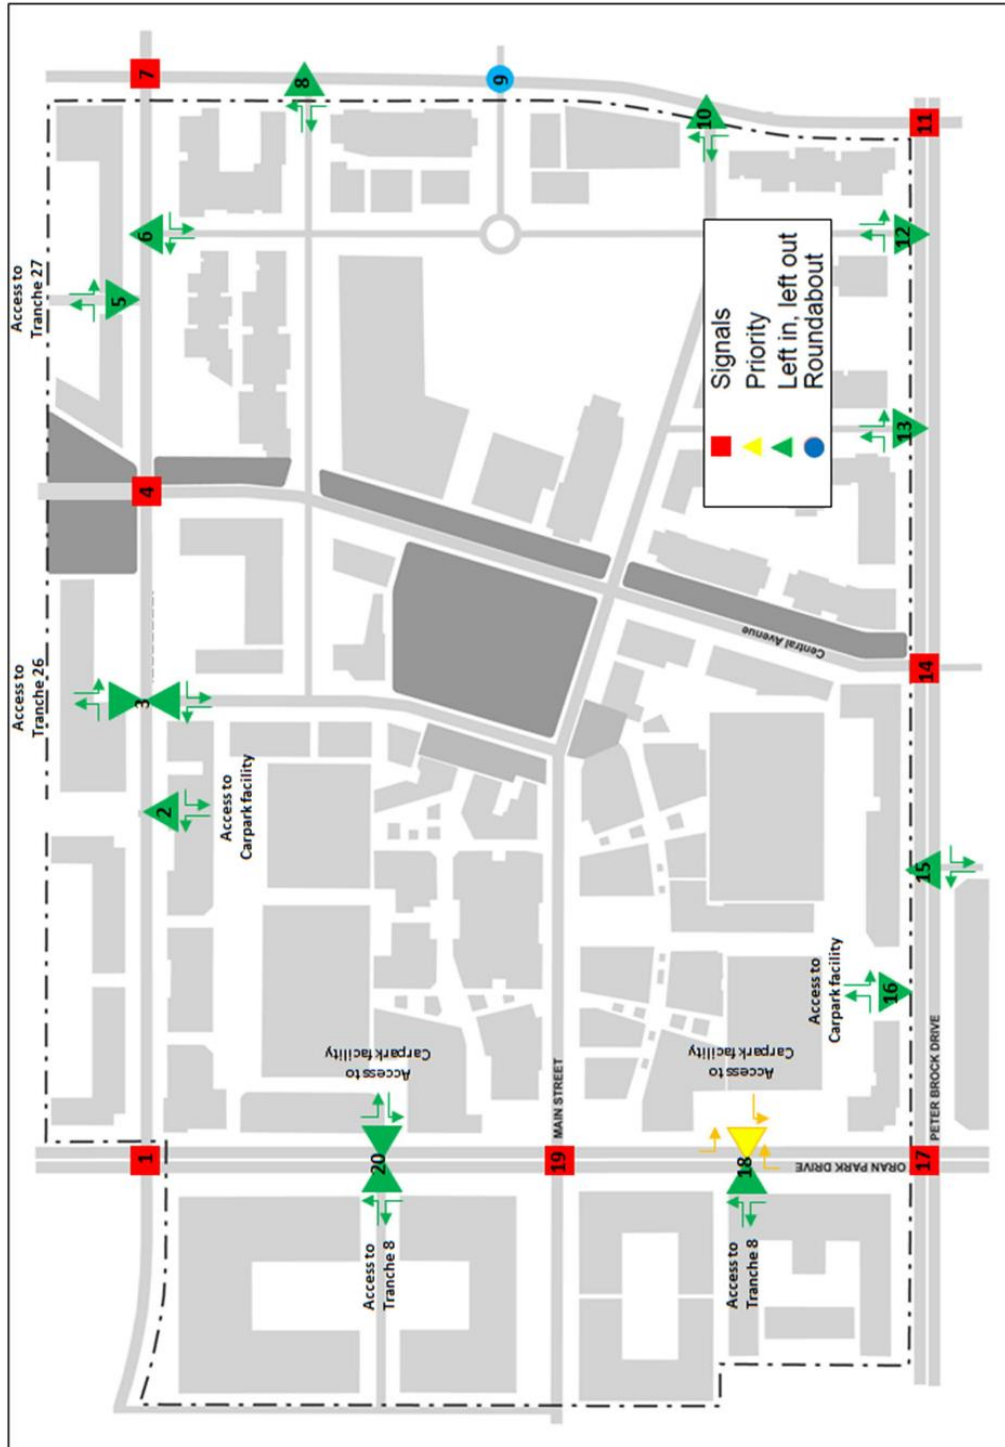 Access to
Tranche 27
Access to
Tranche 26
7
8
9
10
11
6
5
12
4
13
3
14
2
Access to
Carpark facility
15
16
Access to
Carpark facility
Central Avenue
Signals
Priority
Left in, left out
Roundabout
Access to
Carpark facility
Access to
Carpark facility
MAIN STREET
PETER BROCK DRIVE
ORAN PARK DRIVE
1
20
19
18
17
Access to
Tranche 8
Access to
Tranche 8